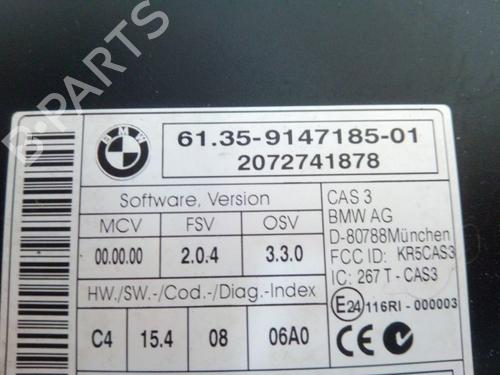 BMW
61.35-9147185-01
2072741878
Software, Version
MCV FSV OSV
00.00.00 2.0.4 3.3.0
HW./SW.-/Cod.-/Diag.-Index
C4 15.4 08 06A0
CAS 3
BMW AG
D-80788München
FCC ID: KR5CAS3
IC: 267 T - CAS3
E24 116RI - 000003
CE
B-Parts